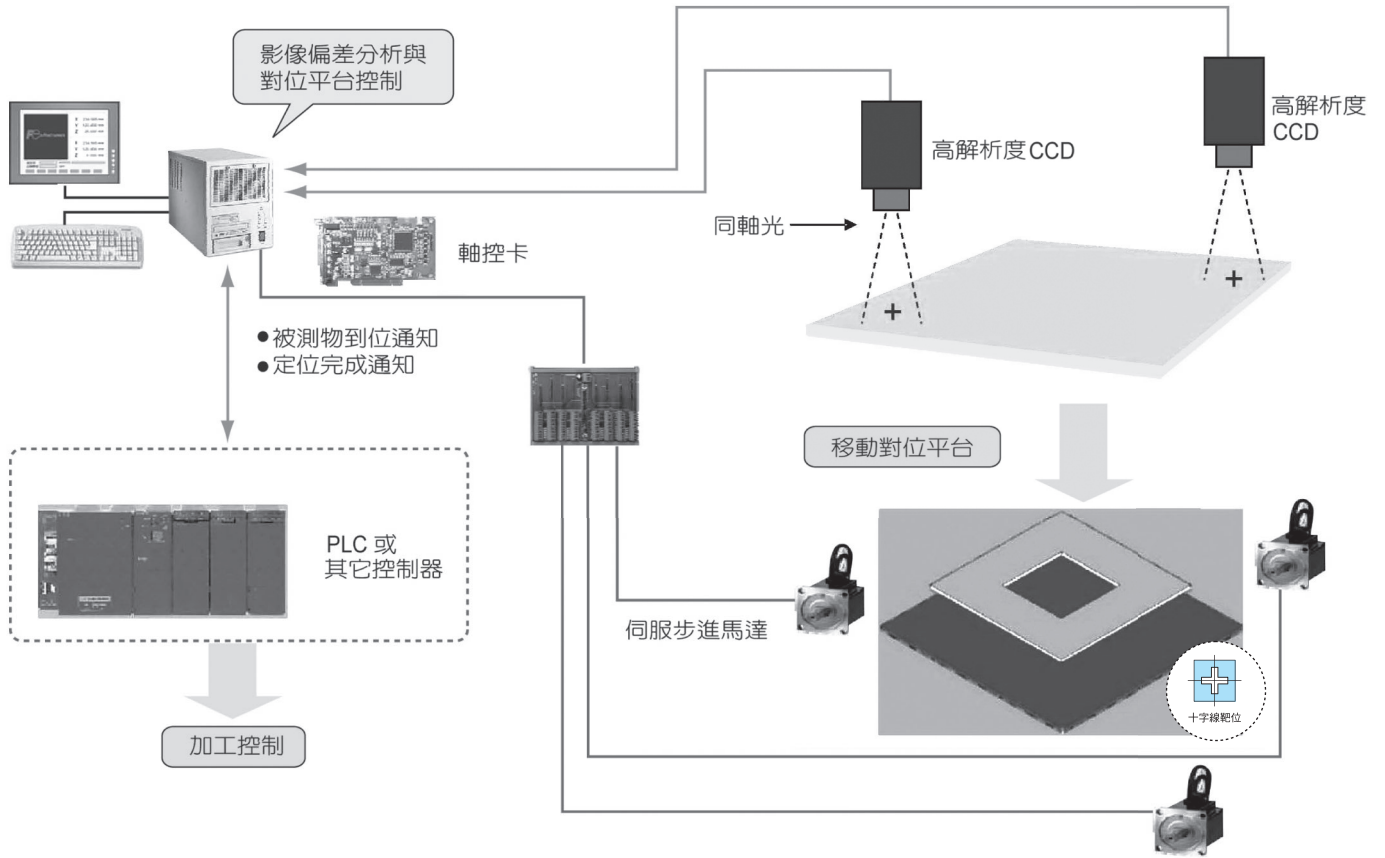 影像偏差分析與
對位平台控制
高解析度
CCD
高解析度CCD
同軸光
軸控卡
●被測物到位通知
●定位完成通知
移動對位平台
PLC 或
其它控制器
伺服步進馬達
十字線靶位
加工控制